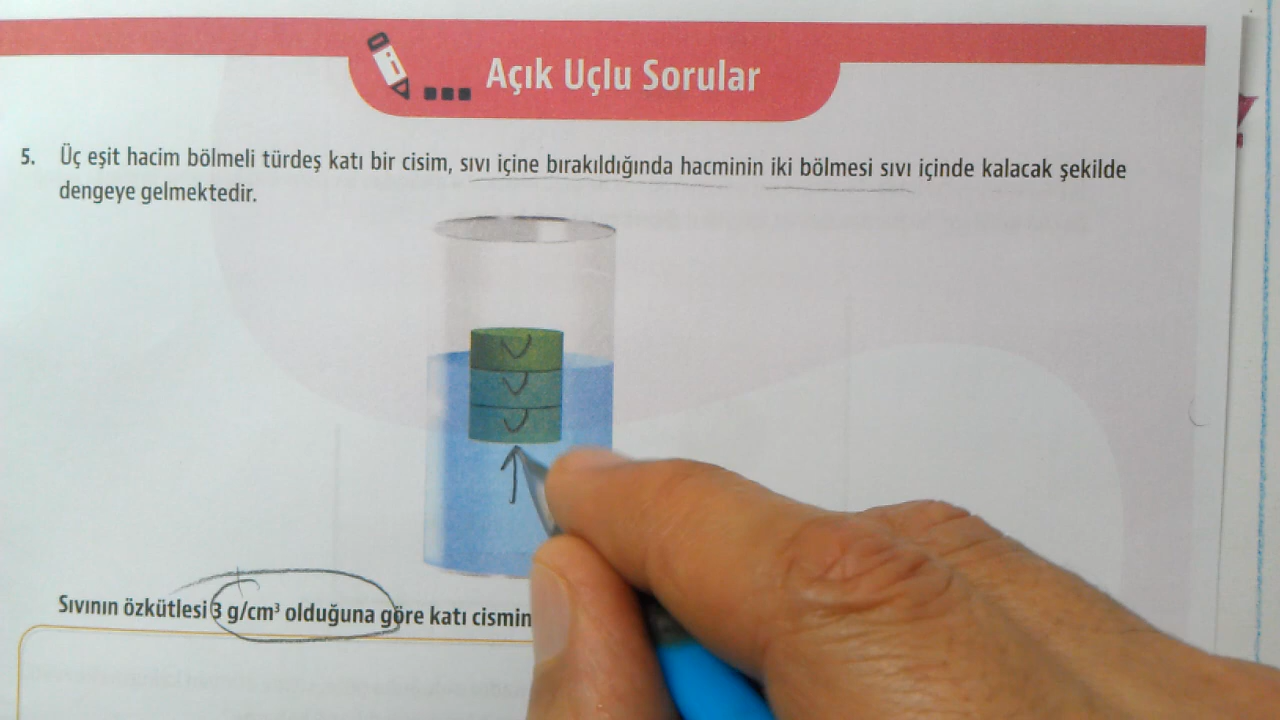 Açık Uçlu Sorular
5. Üç eşit hacim bölmeli türdeş katı bir cisim, sıvı içine bırakıldığında hacminin iki bölmesi sıvı içinde kalacak şekilde
dengeye gelmektedir.
V
V
V
Sıvının özkütlesi 3 g/cm³ olduğuna göre katı cismin